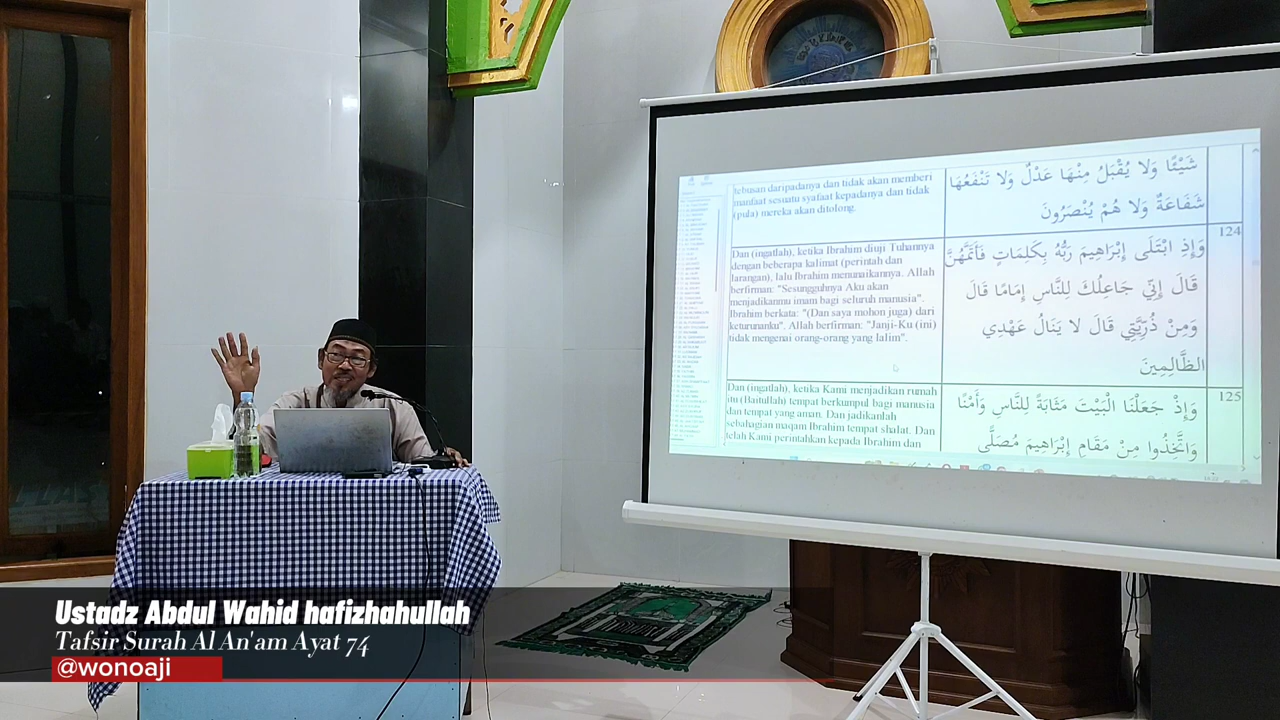 tebusan daripadanya dan tidak akan memberi
manfaat sesuatu syafaat kepadanya dan tidak
(pula) mereka akan ditolong.
شَيْئًا وَلَا يُقْبَلُ مِنْهَا عَدْلٌ وَلَا تَنْفَعُهَا
شَفَاعَةٌ وَلَا هُمْ يُنْصَرُونَ
Dan (ingatlah), ketika Ibrahim diuji Tuhannya
dengan beberapa kalimat (perintah dan
larangan), lalu Ibrahim menunaikannya. Allah
berfirman: "Sesungguhnya Aku akan
menjadikanmu imam bagi seluruh manusia".
Ibrahim berkata: "(Dan saya mohon juga) dari
keturunanku". Allah berfirman: "Janji-Ku (ini)
tidak mengenai orang-orang yang lalim".
124
وَإِذِ ابْتَلَى إِبْرَاهِيمَ رَبُّهُ بِكَلِمَاتٍ فَأَتَمَّهُنَّ
قَالَ إِنِّي جَاعِلُكَ لِلنَّاسِ إِمَامًا قَالَ
وَمِنْ ذُرِّيَّتِي قَالَ لَا يَنَالُ عَهْدِي
الظَّالِمِينَ
Dan (ingatlah), ketika Kami menjadikan rumah
itu (Baitullah) tempat berkumpul bagi manusia
dan tempat yang aman. Dan jadikanlah
sebahagian maqam Ibrahim tempat shalat. Dan
telah Kami perintahkan kepada Ibrahim dan
125
وَإِذْ جَعَلْنَا الْبَيْتَ مَثَابَةً لِلنَّاسِ وَأَمْنًا
وَاتَّخِذُوا مِنْ مَقَامِ إِبْرَاهِيمَ مُصَلًّى
Ustadz Abdul Wahid hafizhahullah
Tafsir Surah Al An'am Ayat 74
@wonoaji